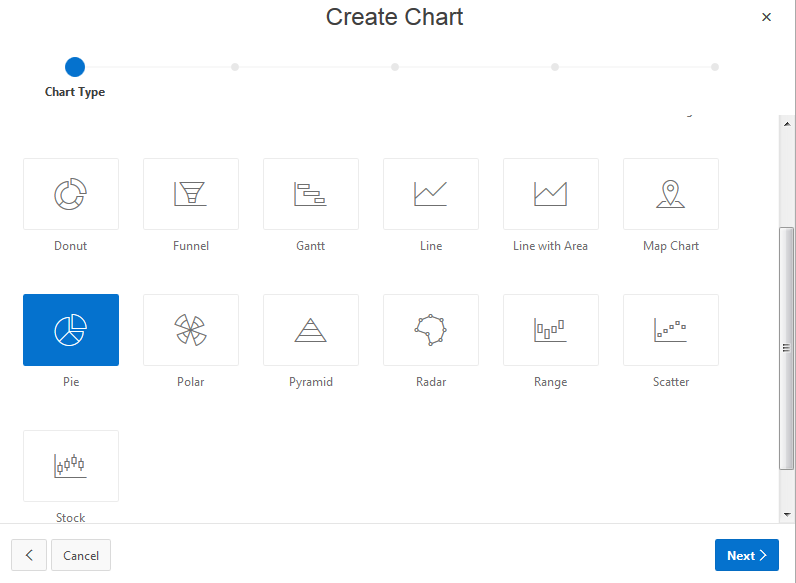 Create Chart
Chart Type
Donut
Funnel
Gantt
Line
Line with Area
Map Chart
Pie
Polar
Pyramid
Radar
Range
Scatter
Stock
Cancel
Next